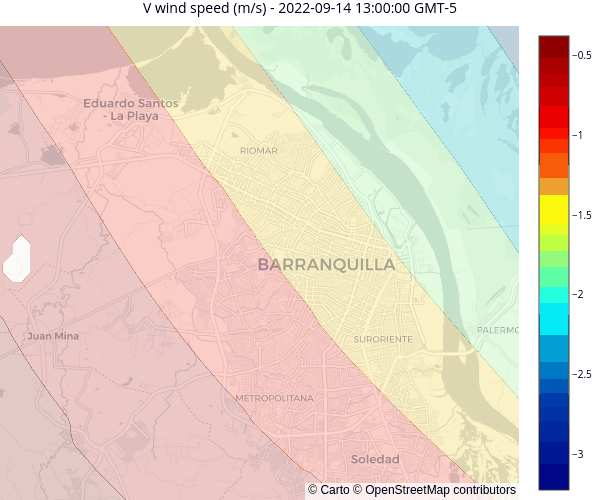 V wind speed (m/s) - 2022-09-14 13:00:00 GMT-5
Eduardo Santos
- La Playa
RIOMAR
BARRANQUILLA
Juan Mina
SURORIENTE
PALERMO
METROPOLITANA
Soledad
© Carto © OpenStreetMap contributors
−0.5
−1
−1.5
−2
−2.5
−3